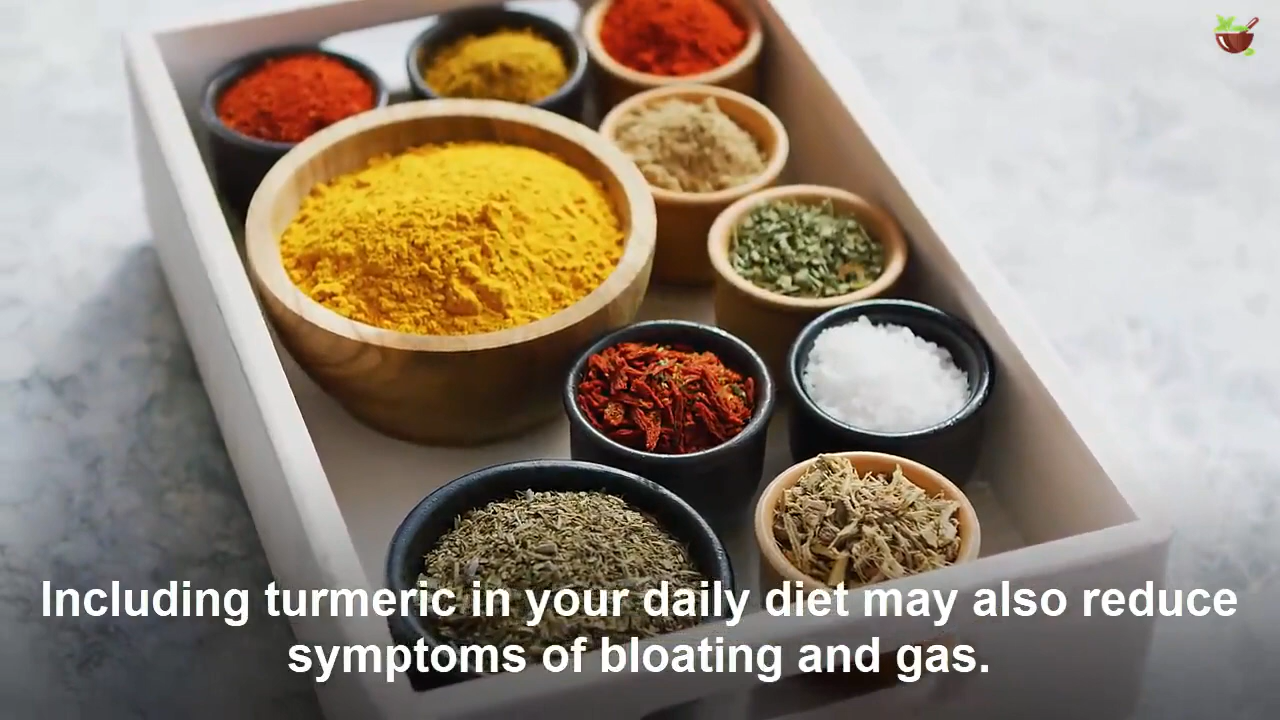 Including turmeric in your daily diet may also reduce
symptoms of bloating and gas.